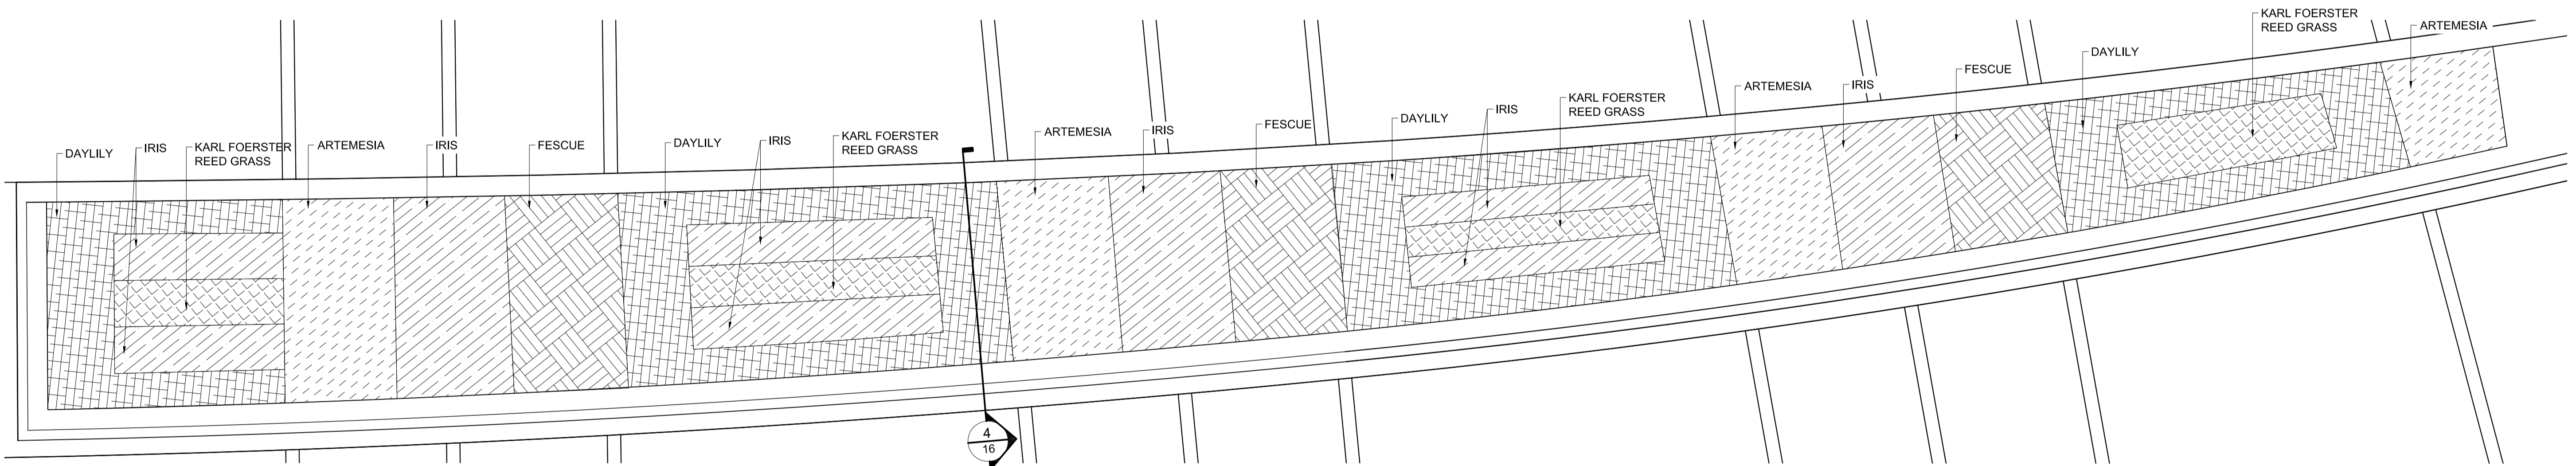 DAYLILY
IRIS
KARL FOERSTER
REED GRASS
ARTEMESIA
IRIS
FESCUE
DAYLILY
IRIS
KARL FOERSTER
REED GRASS
ARTEMESIA
IRIS
FESCUE
DAYLILY
IRIS
KARL FOERSTER
REED GRASS
ARTEMESIA
IRIS
FESCUE
DAYLILY
KARL FOERSTER
REED GRASS
ARTEMESIA
4
16